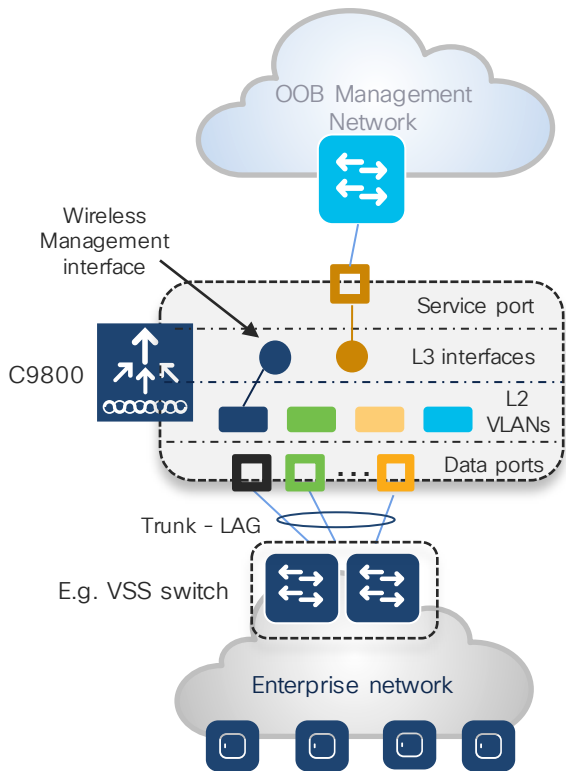 OOB Management
Network
Wireless
Management
interface
Service port
C9800
L3 interfaces
L2
VLANs
Data ports
...
Trunk - LAG
E.g. VSS switch
Enterprise network